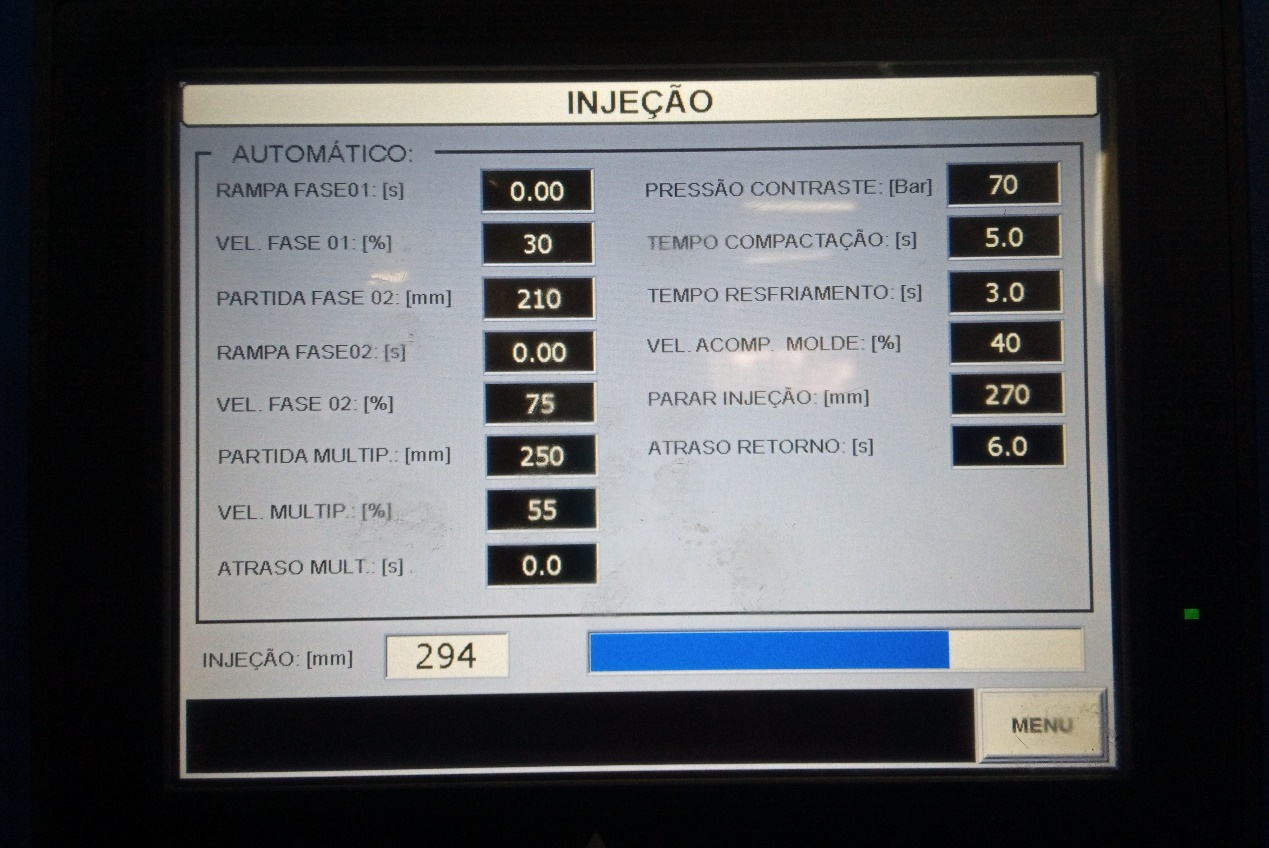 INJEÇÃO
AUTOMÁTICO:
RAMPA FASE01: [s] 0.00
VEL. FASE 01: [%] 30
PARTIDA FASE 02: [mm] 210
RAMPA FASE02: [s] 0.00
VEL. FASE 02: [%] 75
PARTIDA MULTIP.: [mm] 250
VEL. MULTIP.: [%] 55
ATRASO MULT.: [s] 0.0
PRESSÃO CONTRASTE: [Bar] 70
TEMPO COMPACTAÇÃO: [s] 5.0
TEMPO RESFRIAMENTO: [s] 3.0
VEL. ACOMP. MOLDE: [%] 40
PARAR INJEÇÃO: [mm] 270
ATRASO RETORNO: [s] 6.0
INJEÇÃO: [mm] 294
MENU